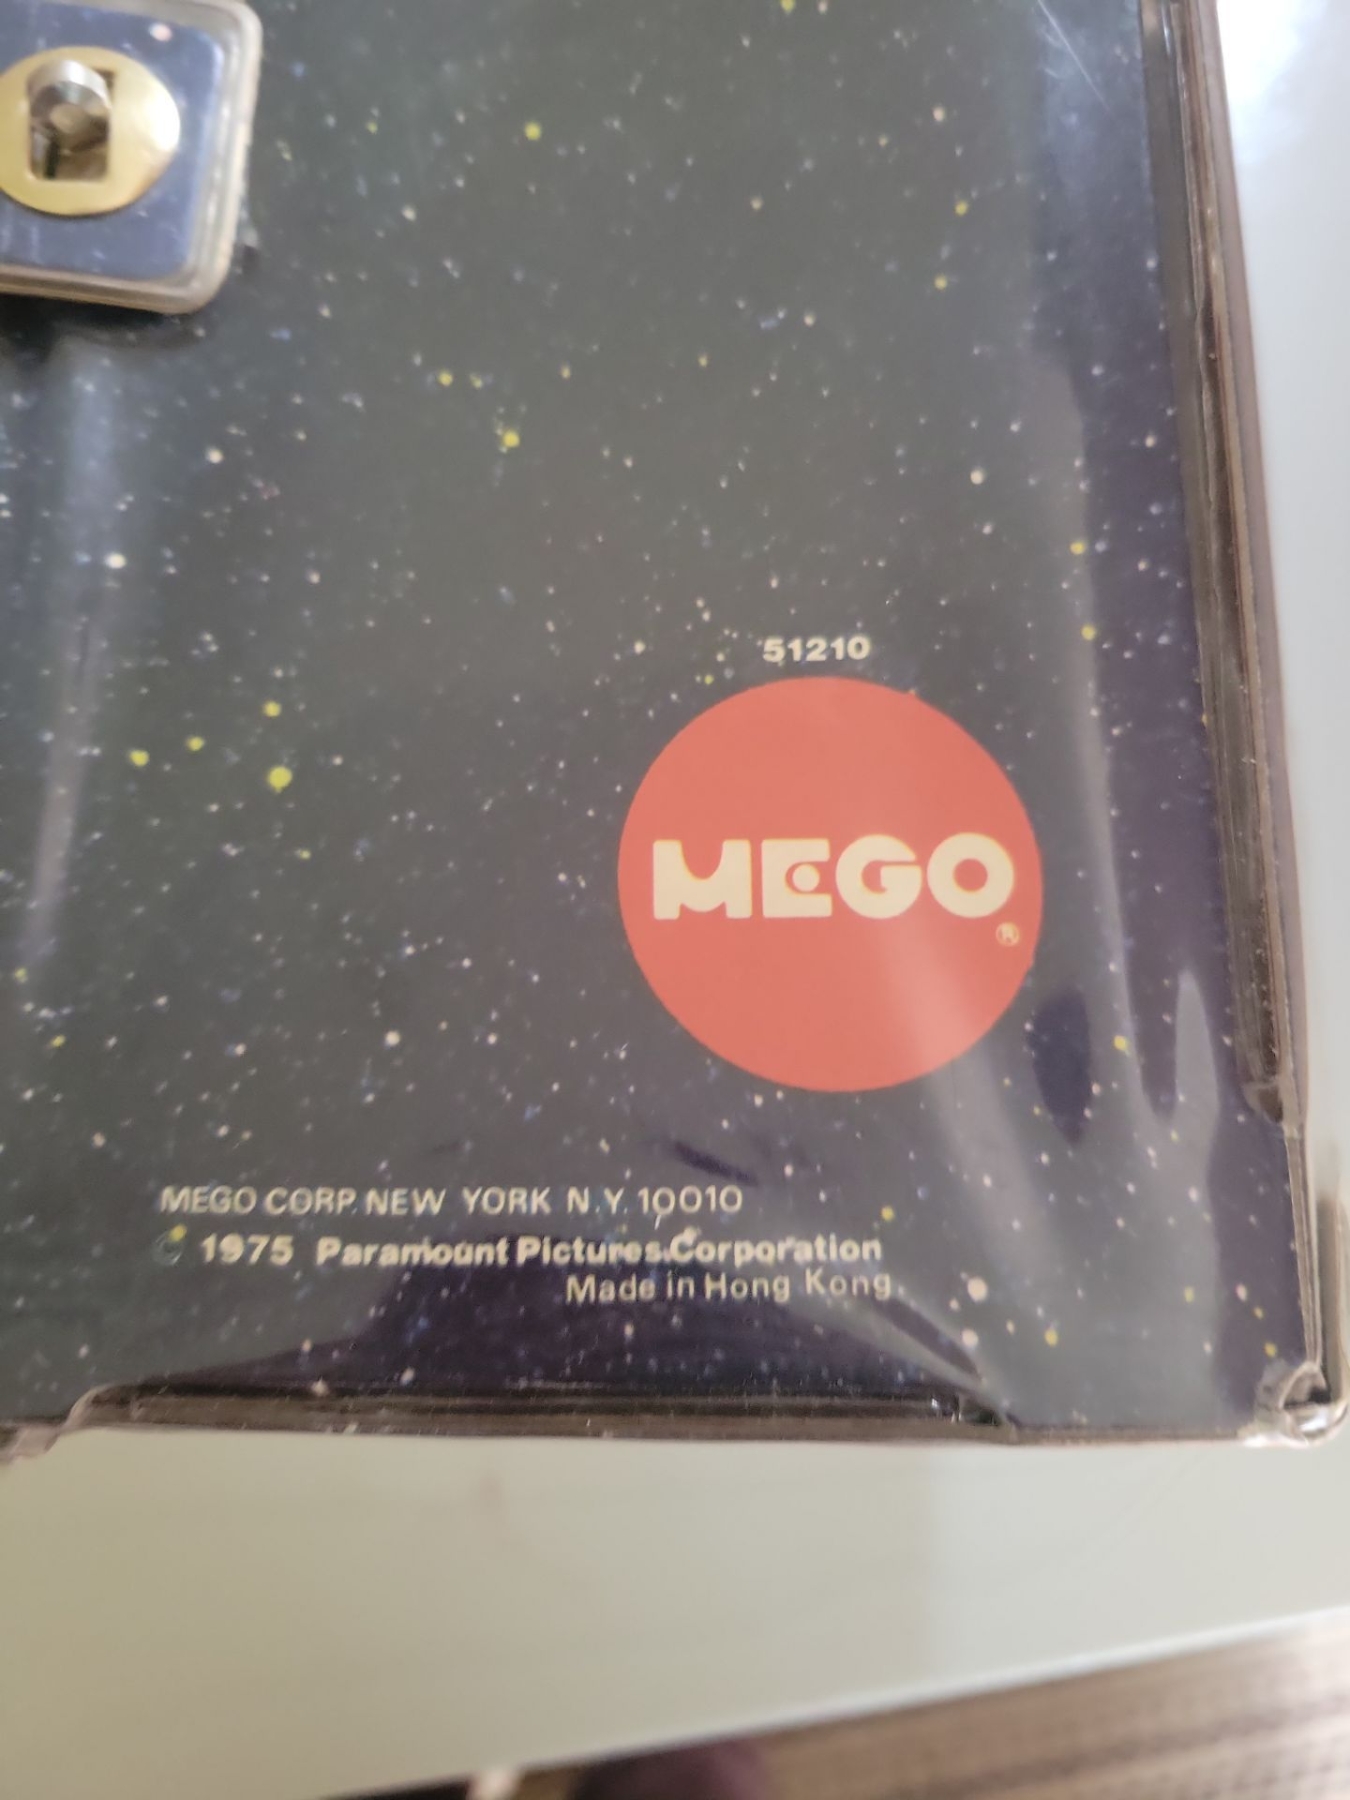 51210
MEGO
®
MEGO CORP. NEW YORK N.Y. 10010
© 1975 Paramount Pictures Corporation
Made in Hong Kong.